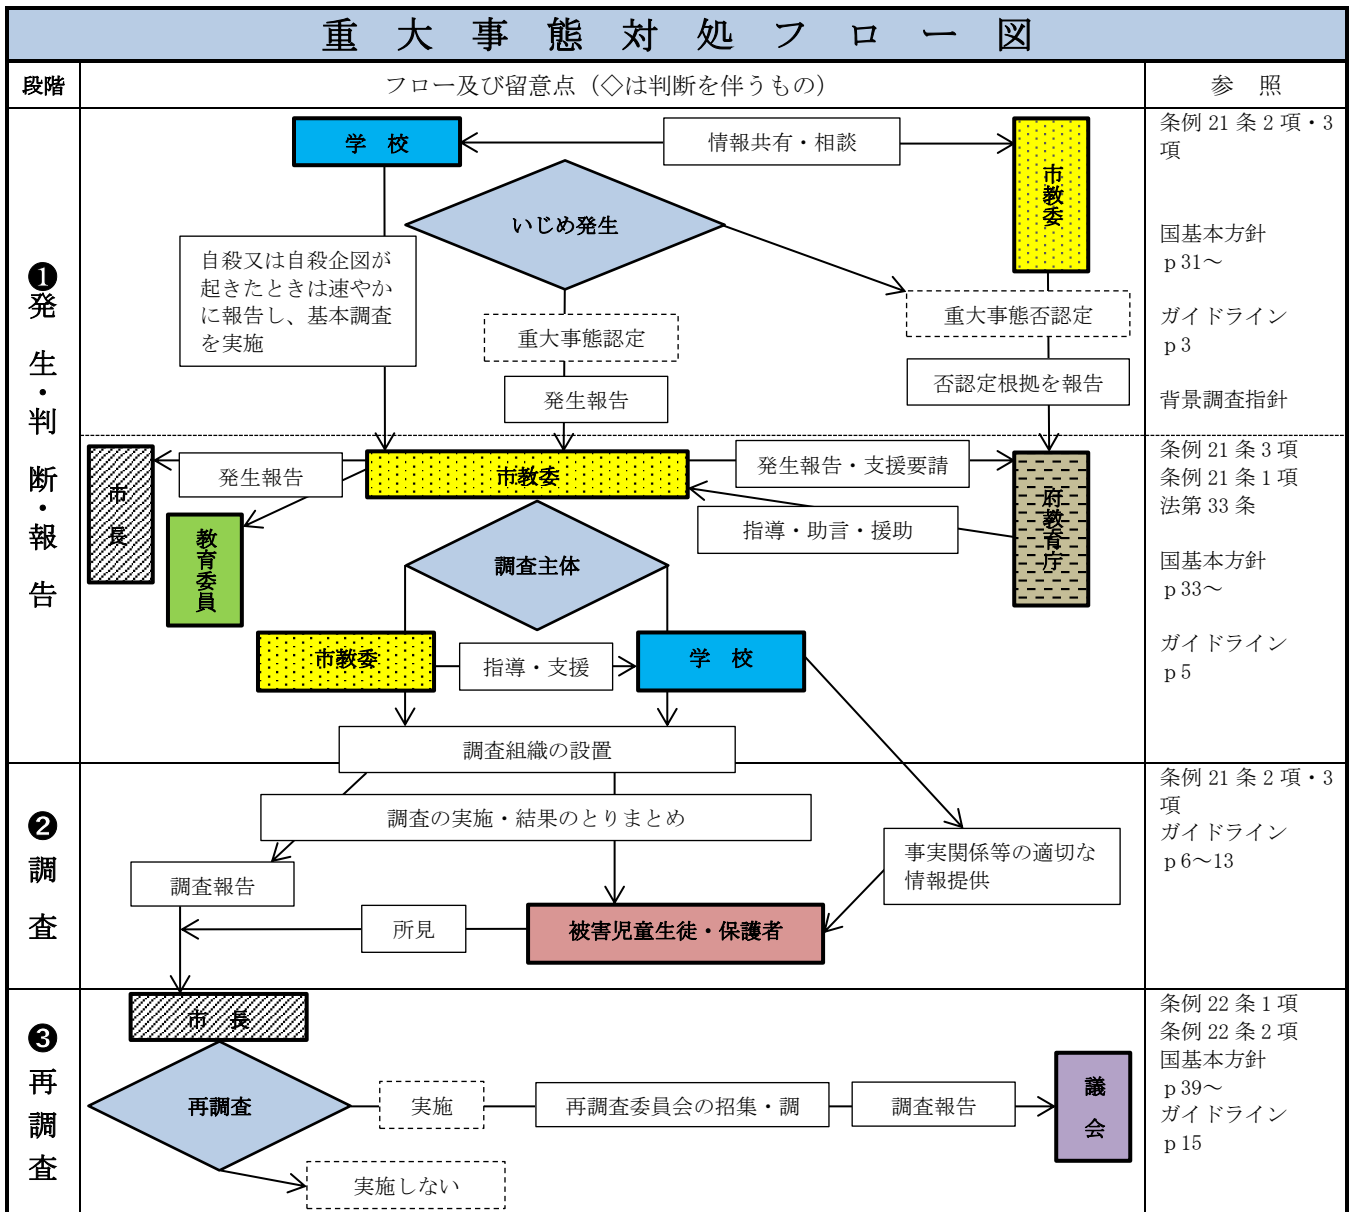 重大事態対処フロー図
段階
フロー及び留意点（◇は判断を伴うもの）
参　照
❶発生・判断・報告
学　校
情報共有・相談
市教委
いじめ発生
自殺又は自殺企図が
起きたときは速やか
に報告し、基本調査
を実施
重大事態認定
発生報告
重大事態否認定
否認定根拠を報告
条例 21 条 2 項・3
項
国基本方針
ｐ31～
ガイドライン
ｐ3
背景調査指針
市長
発生報告
教育委員
市教委
発生報告・支援要請
指導・助言・援助
府教育庁
調査主体
市教委
指導・支援
学　校
調査組織の設置
条例 21 条 3 項
条例 21 条 1 項
法第 33 条
国基本方針
ｐ33～
ガイドライン
ｐ5
❷調査
調査の実施・結果のとりまとめ
調査報告
事実関係等の適切な
情報提供
所見
被害児童生徒・保護者
条例 21 条 2 項・3
項
ガイドライン
ｐ6～13
❸再調査
市　長
再調査
実施
再調査委員会の招集・調
調査報告
議会
実施しない
条例 22 条 1 項
条例 22 条 2 項
国基本方針
ｐ39～
ガイドライン
ｐ15